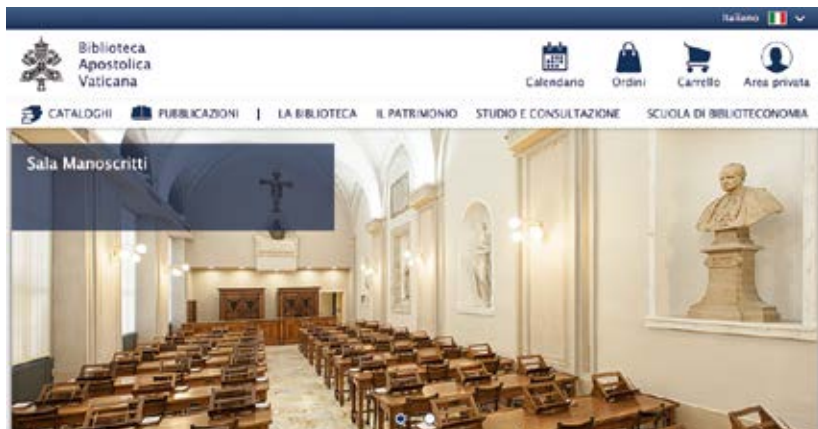 Italiano
Biblioteca
Apostolica
Vaticana
Calendario
Ordini
Carrello
Area privata
CATALOGHI
PUBBLICAZIONI | LA BIBLIOTECA IL PATRIMONIO STUDIO E CONSULTAZIONE SCUOLA DI BIBLIOTECONOMIA
Sala Manoscritti